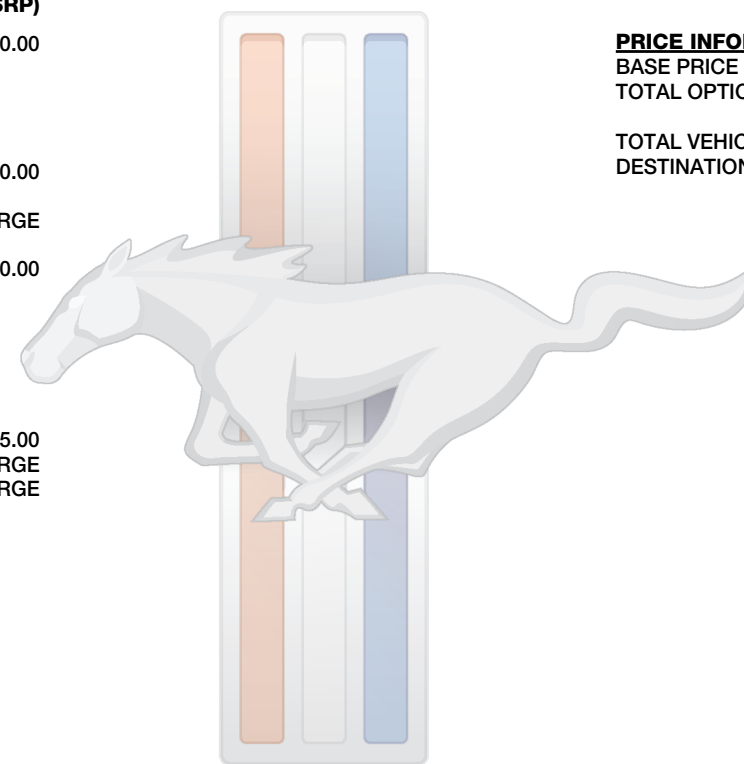 SRP)
0.00
0.00
RGE
0.00
5.00
RGE
RGE
PRICE INFO
BASE PRICE
TOTAL OPTIO
TOTAL VEHIC
DESTINATION